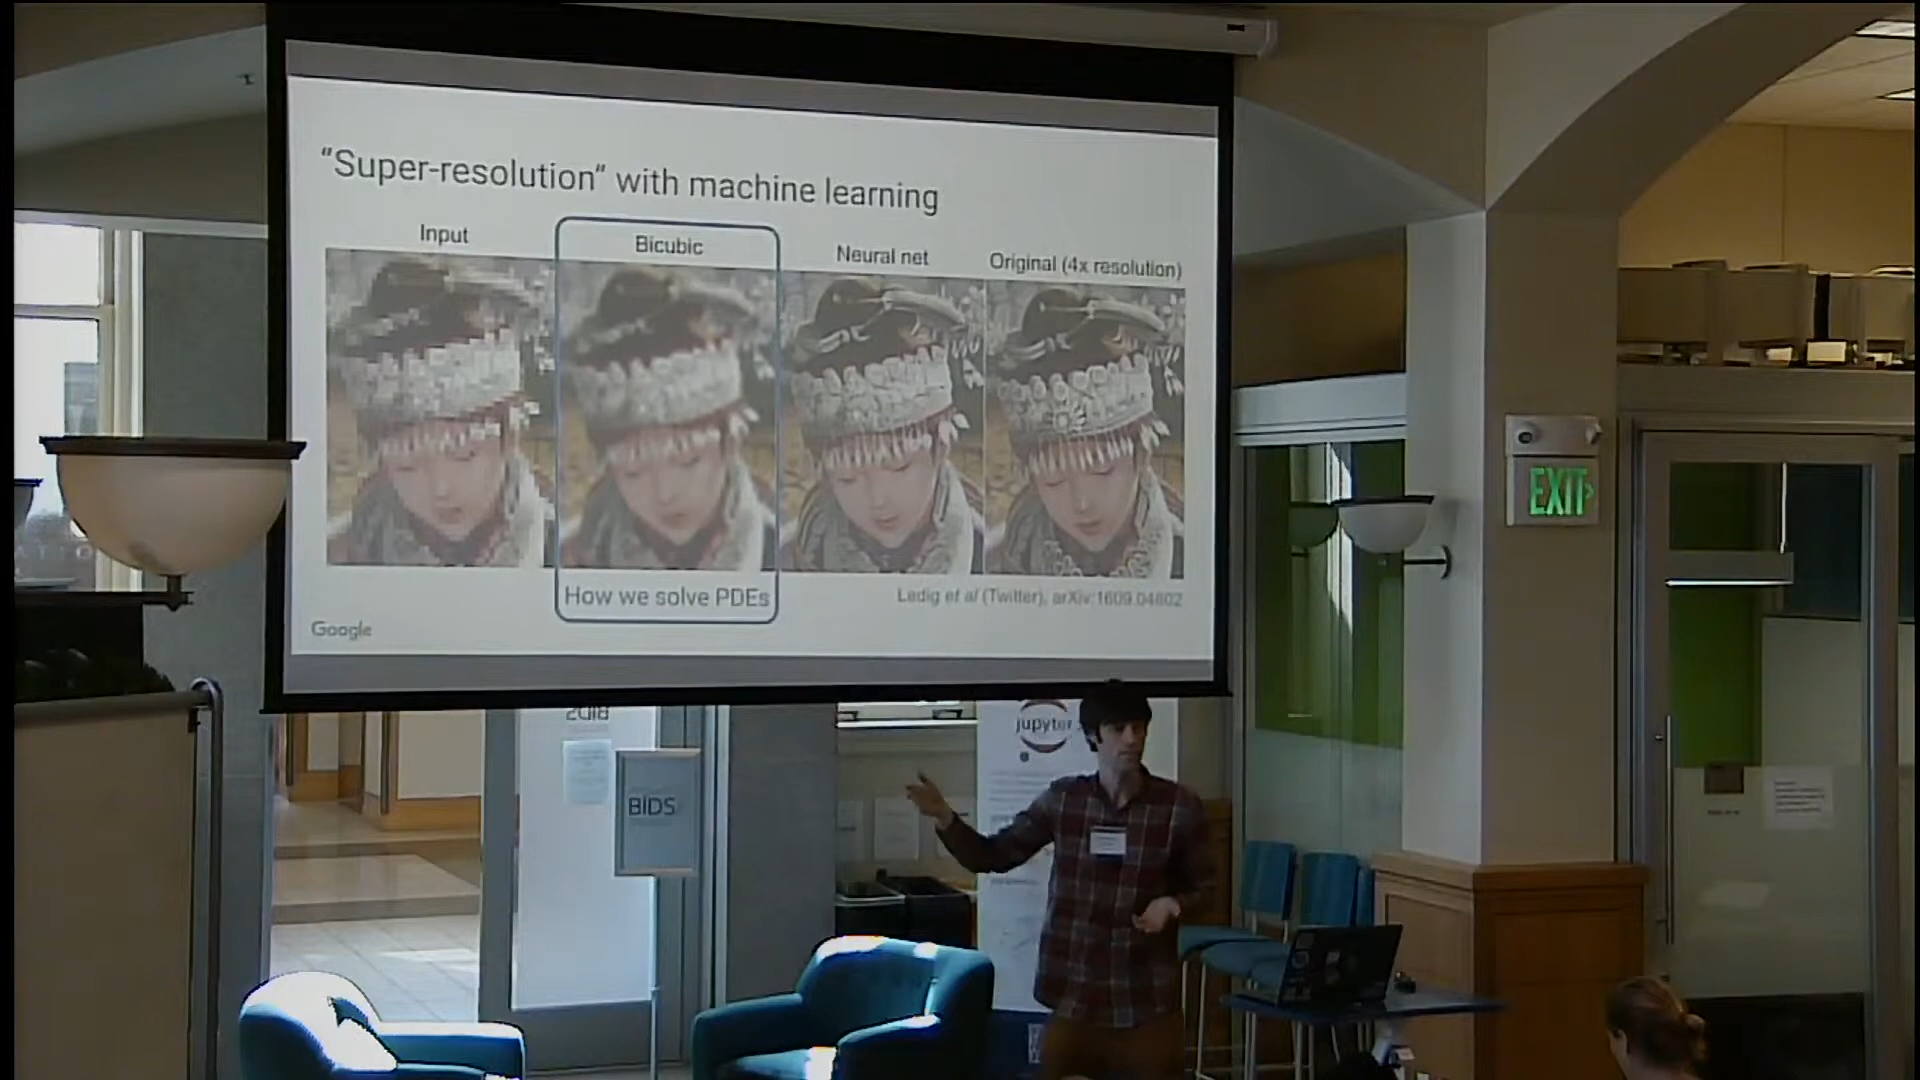 “Super-resolution” with machine learning
Input
Bicubic
Neural net
Original (4x resolution)
How we solve PDEs
Ledig et al (Twitter), arXiv:1609.04802
Google
EXIT
jupyter
BIDS
BIDS